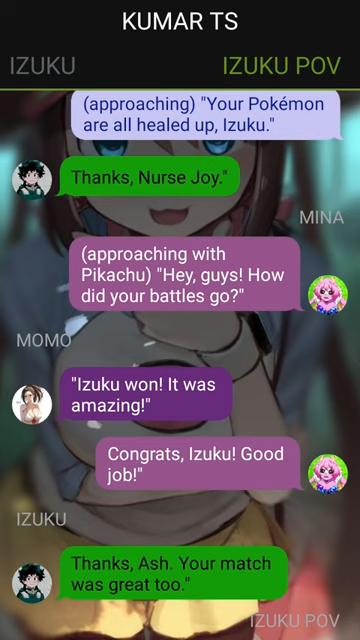 KUMAR TS
IZUKU
IZUKU POV
(approaching) "Your Pokémon
are all healed up, Izuku."
Thanks, Nurse Joy."
MINA
(approaching with
Pikachu) "Hey, guys! How
did your battles go?"
MOMO
"Izuku won! It was
amazing!"
Congrats, Izuku! Good
job!"
IZUKU
Thanks, Ash. Your match
was great too."
IZUKU POV